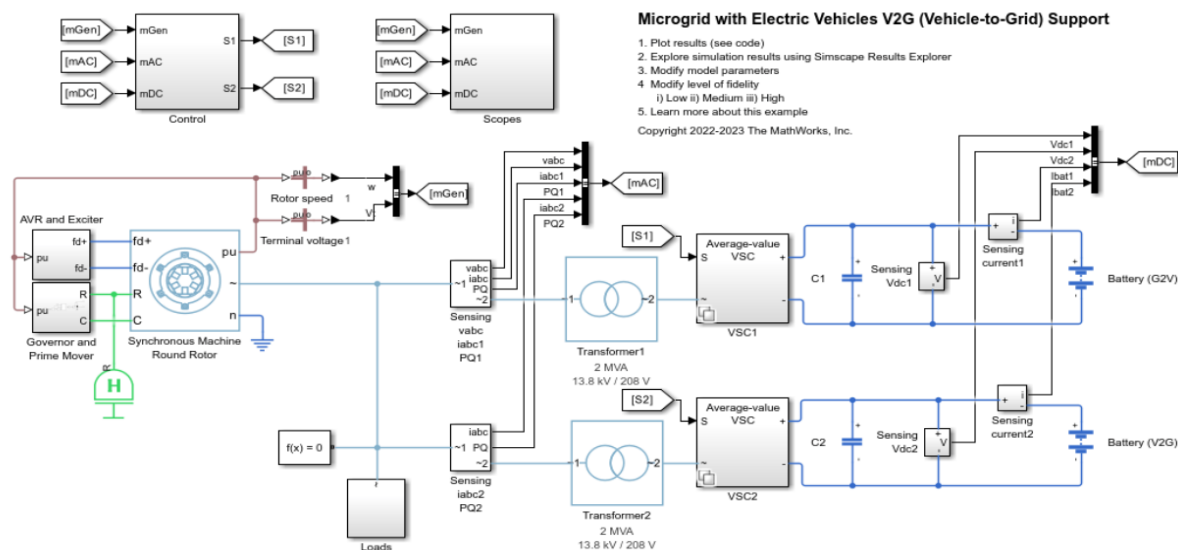 Microgrid with Electric Vehicles V2G (Vehicle-to-Grid) Support
1. Plot results (see code)
2. Explore simulation results using Simscape Results Explorer
3. Modify model parameters
4 Modify level of fidelity
i) Low ii) Medium iii) High
5. Learn more about this example
Copyright 2022-2023 The MathWorks, Inc.
[mGen]
[mAC]
[mDC]
mGen
mAC
mDC
S1
S2
[S1]
[S2]
Control
[mGen]
[mAC]
[mDC]
mGen
mAC
mDC
Scopes
Rotor speed
1
w
Terminal voltage
1
[mGen]
vabc
iabc1
PQ1
iabc2
PQ2
[mAC]
Vdc1
Vdc2
Ibat1
Ibat2
[mDC]
AVR and Exciter
pu
fd+
fd-
pu
R
C
Governor and
Prime Mover
fd+
fd-
R
C
pu
~
n
Synchronous Machine
Round Rotor
R
H
vabc
iabc
PQ
~1
~2
Sensing
vabc
iabc1
PQ1
~1
~2
Transformer1
2 MVA
13.8 kV / 208 V
[S1]
Average-value
VSC
S
~
+
-
VSC1
C1
+
-
Sensing
Vdc1
+
V
-
+
i
-
Sensing
current1
+
-
Battery (G2V)
f(x) = 0
~
Loads
iabc
PQ
~1
~2
Sensing
iabc2
PQ2
~1
~2
Transformer2
2 MVA
13.8 kV / 208 V
[S2]
Average-value
VSC
S
~
+
-
VSC2
C2
+
-
Sensing
Vdc2
+
V
-
+
i
-
Sensing
current2
+
-
Battery (V2G)